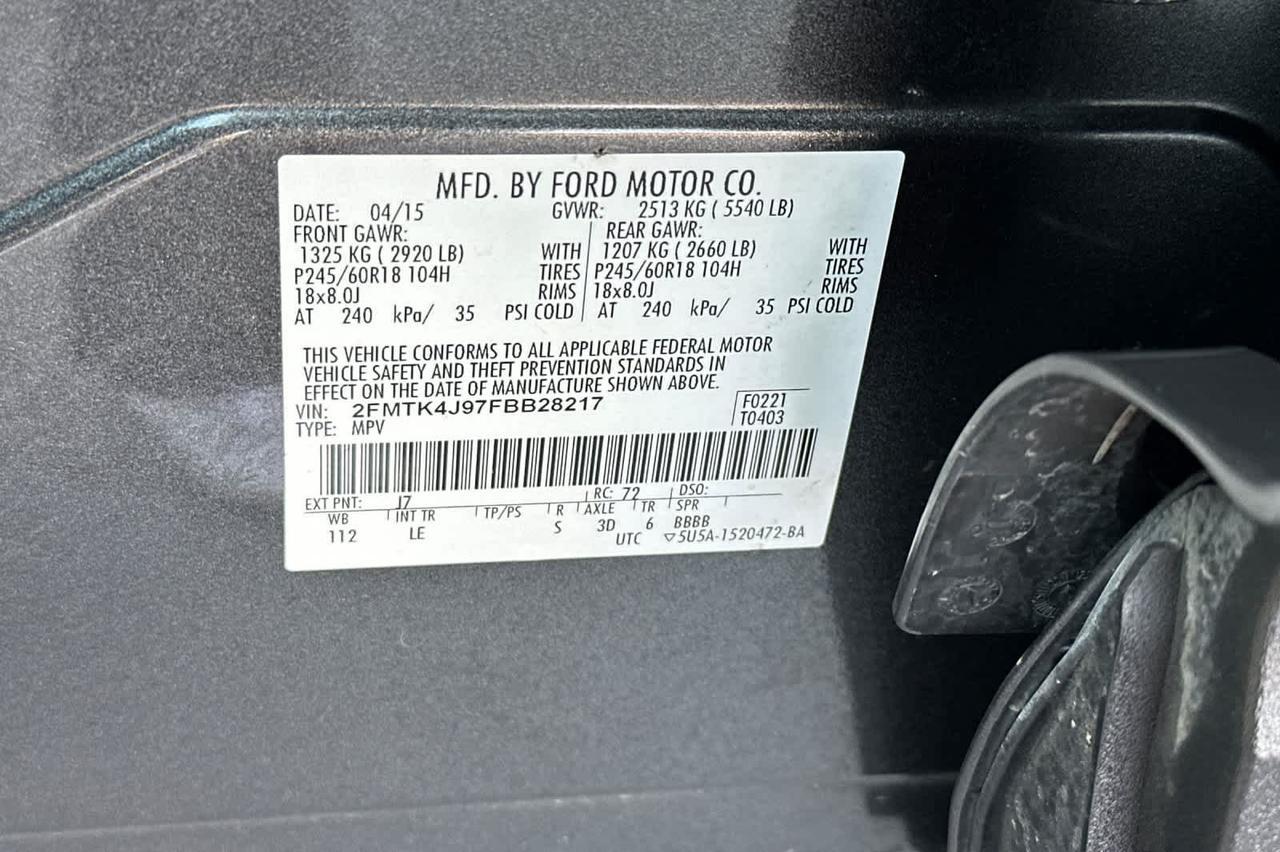 MFD. BY FORD MOTOR CO.
DATE: 04/15 GVWR: 2513 KG ( 5540 LB)
FRONT GAWR: REAR GAWR:
1325 KG ( 2920 LB) WITH 1207 KG ( 2660 LB) WITH
P245/60R18 104H TIRES P245/60R18 104H TIRES
18x8.0J RIMS 18x8.0J RIMS
AT 240 kPa/ 35 PSI COLD AT 240 kPa/ 35 PSI COLD
THIS VEHICLE CONFORMS TO ALL APPLICABLE FEDERAL MOTOR
VEHICLE SAFETY AND THEFT PREVENTION STANDARDS IN
EFFECT ON THE DATE OF MANUFACTURE SHOWN ABOVE.
VIN: 2FMTK4J97FBB28217 F0221
TYPE: MPV T0403
EXT PNT: J7 RC: 72 DSO:
WB INT TR TP/PS R AXLE TR SPR
112 LE S 3D 6 BBBB
UTC ▽5U5A-1520472-BA